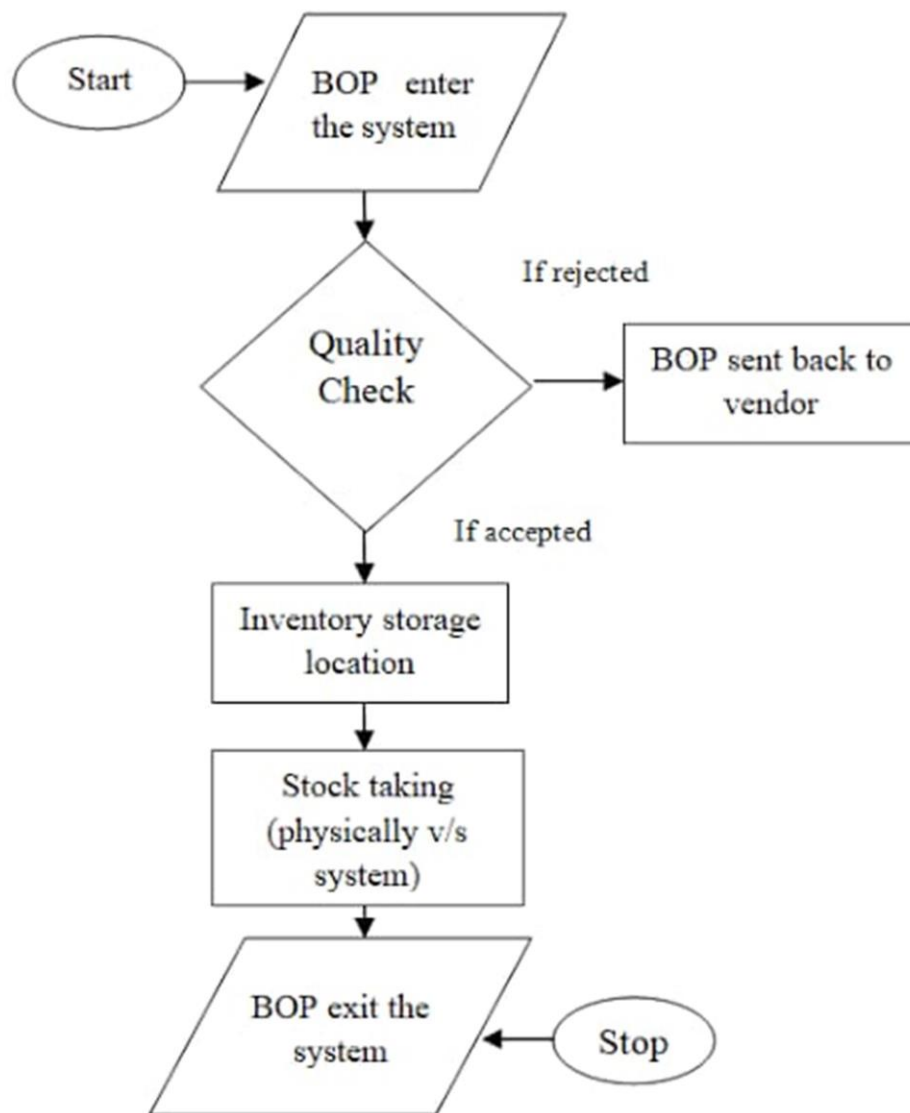 Start
BOP enter
the system
If rejected
Quality
Check
BOP sent back to
vendor
If accepted
Inventory storage
location
Stock taking
(physically v/s
system)
BOP exit the
system
Stop